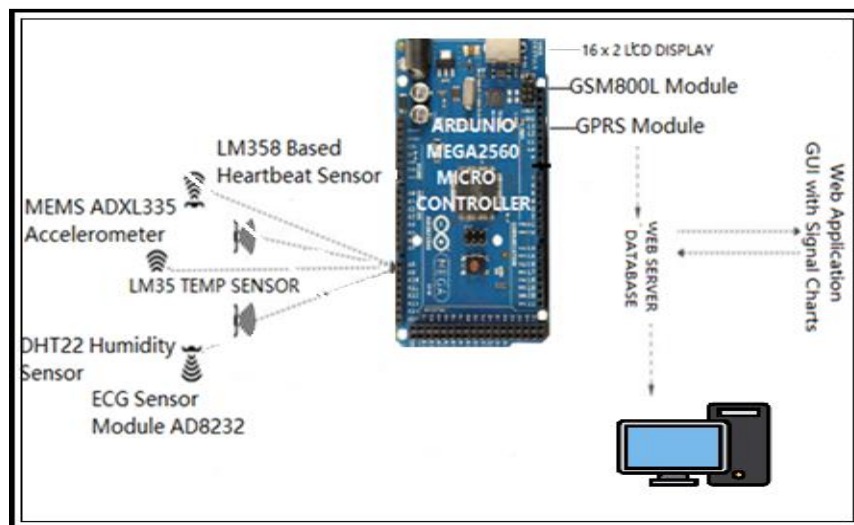 16 x 2 LCD DISPLAY
GSM800L Module
GPRS Module
ARDUNIO
MEGA2560
MICRO
CONTROLLER
LM358 Based
Heartbeat Sensor
MEMS ADXL335
Accelerometer
LM35 TEMP SENSOR
DHT22 Humidity
Sensor
ECG Sensor
Module AD8232
WEB SERVER
DATABASE
Web Application
GUI with Signal Charts
MEGA